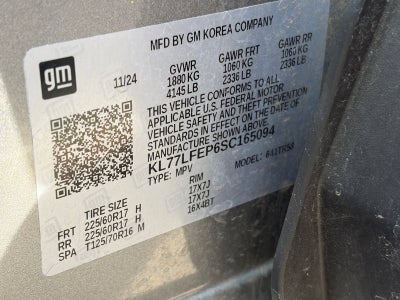 gm
MFD BY GM KOREA COMPANY
11/24 GVWR GAWR FRT GAWR RR
1880 KG 1060 KG 1060 KG
4145 LB 2336 LB 2336 LB
THIS VEHICLE CONFORMS TO ALL
APPLICABLE U.S. FEDERAL MOTOR
VEHICLE SAFETY AND THEFT PREVENTION
STANDARDS IN EFFECT ON THE DATE OF
MANUFACTURE SHOWN ABOVE.
KL77LFEP6SC165094
TYPE: MPV MODEL:
TIRE SIZE RIM
FRT 225/60R17 H 17X7J
RR 225/60R17 H 17X7J
SPA T125/70R16 M 16X4BT